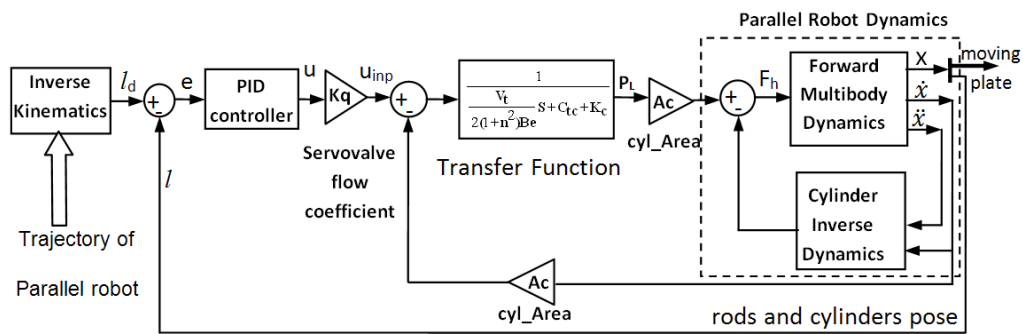 Parallel Robot Dynamics
Inverse
Kinematics
l_d
+
-
e
PID
controller
u
Kq
u_inp
+
-
1
V_t
2(1+n^2)Be
S+C_tc+K_c
P_L
Ac
cyl_Area
+
-
F_h
Forward
Multibody
Dynamics
X
ẋ
ẍ
moving
plate
Servovalve
flow
coefficient
Transfer Function
l
Cylinder
Inverse
Dynamics
Trajectory of
Parallel robot
Ac
cyl_Area
rods and cylinders pose